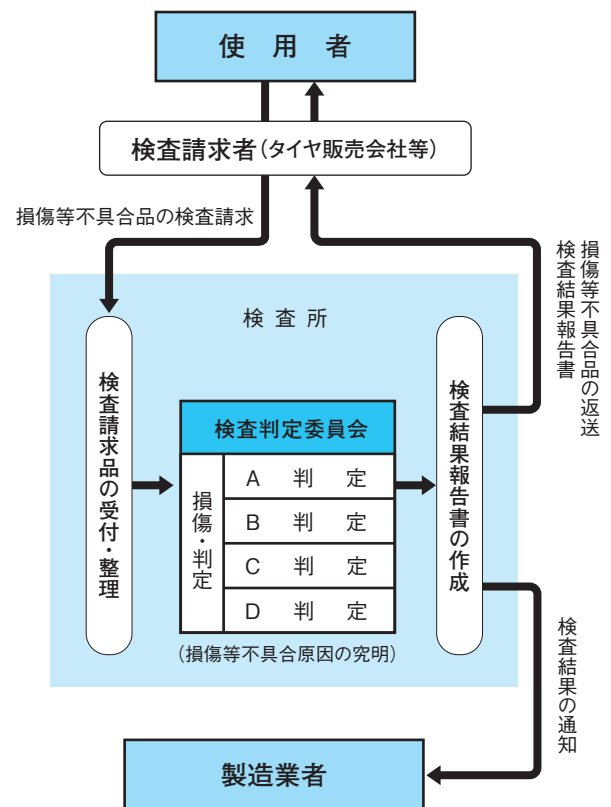 使用者
検査請求者(タイヤ販売会社等)
損傷等不具合品の検査請求
損傷等不具合品の返送
検査結果報告書
検査所
検査請求品の受付・整理
検査判定委員会
損傷・判定
A 判 定
B 判 定
C 判 定
D 判 定
(損傷等不具合原因の究明)
検査結果報告書の作成
検査結果の通知
製造業者